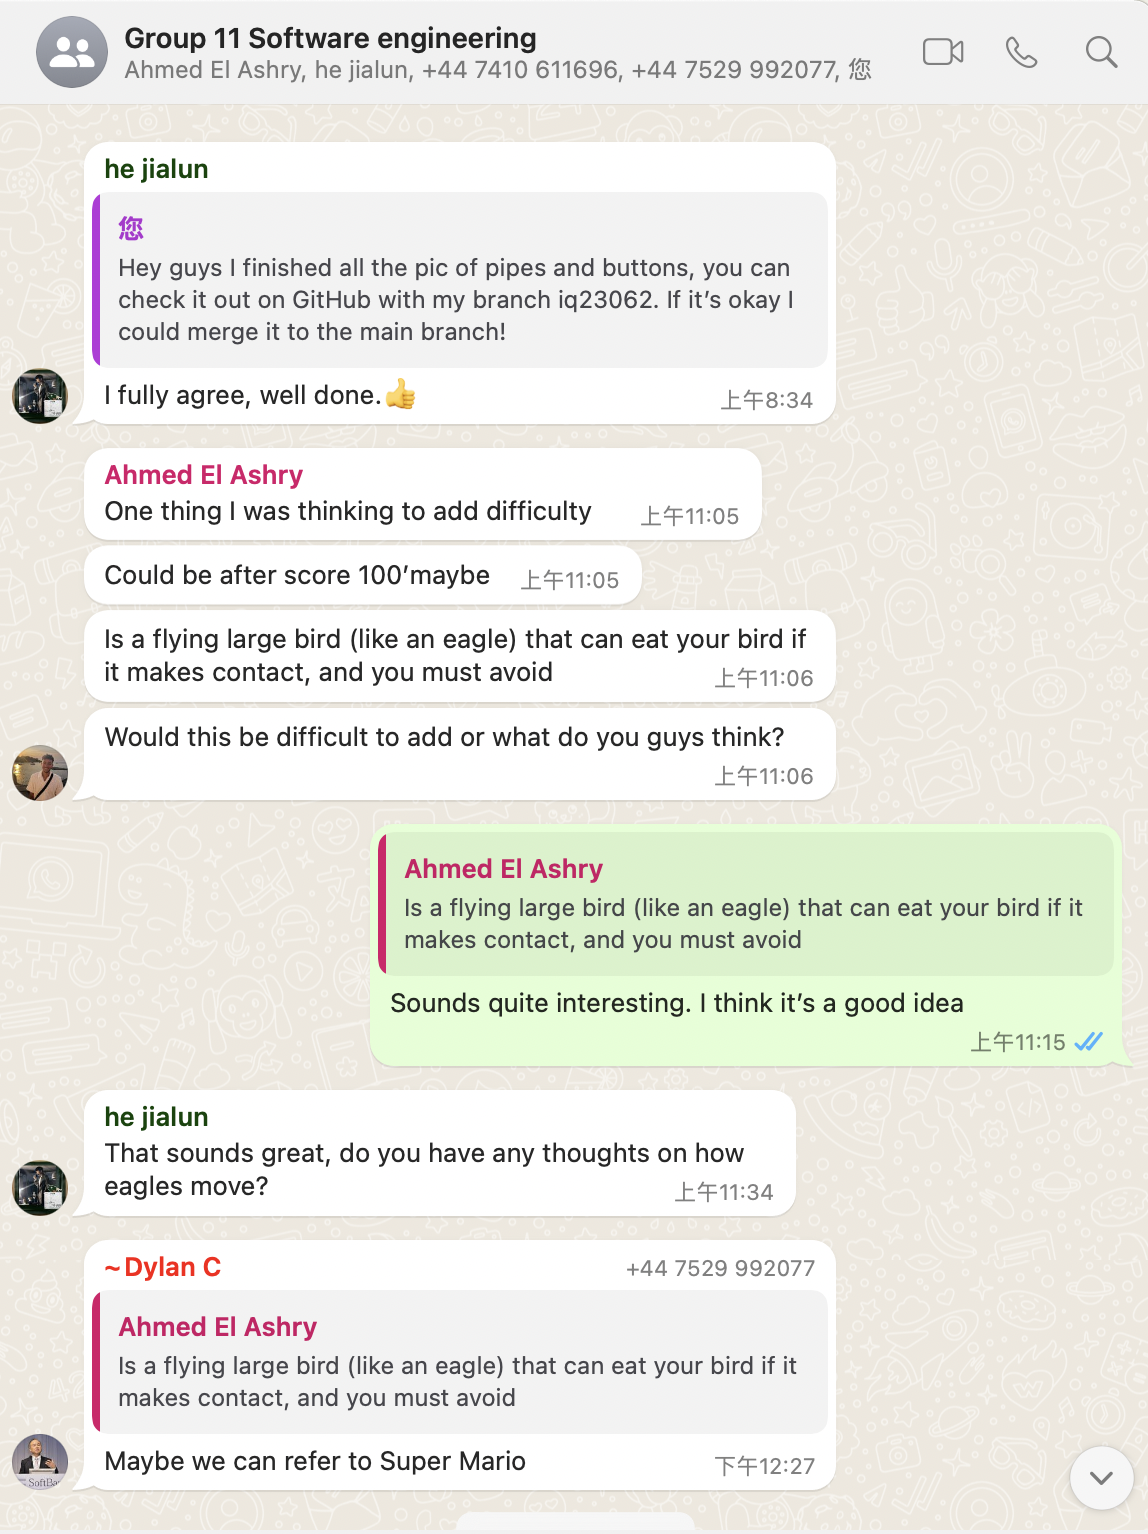 Group 11 Software engineering
Ahmed El Ashry, he jialun, +44 7410 611696, +44 7529 992077, 您
he jialun
您
Hey guys I finished all the pic of pipes and buttons, you can
check it out on GitHub with my branch iq23062. If it’s okay I
could merge it to the main branch!
I fully agree, well done.👍
上午8:34
Ahmed El Ashry
One thing I was thinking to add difficulty
上午11:05
Could be after score 100’maybe
上午11:05
Is a flying large bird (like an eagle) that can eat your bird if
it makes contact, and you must avoid
上午11:06
Would this be difficult to add or what do you guys think?
上午11:06
Ahmed El Ashry
Is a flying large bird (like an eagle) that can eat your bird if it
makes contact, and you must avoid
Sounds quite interesting. I think it’s a good idea
上午11:15
he jialun
That sounds great, do you have any thoughts on how
eagles move?
上午11:34
~Dylan C
+44 7529 992077
Ahmed El Ashry
Is a flying large bird (like an eagle) that can eat your bird if it
makes contact, and you must avoid
Maybe we can refer to Super Mario
下午12:27
SoftBa